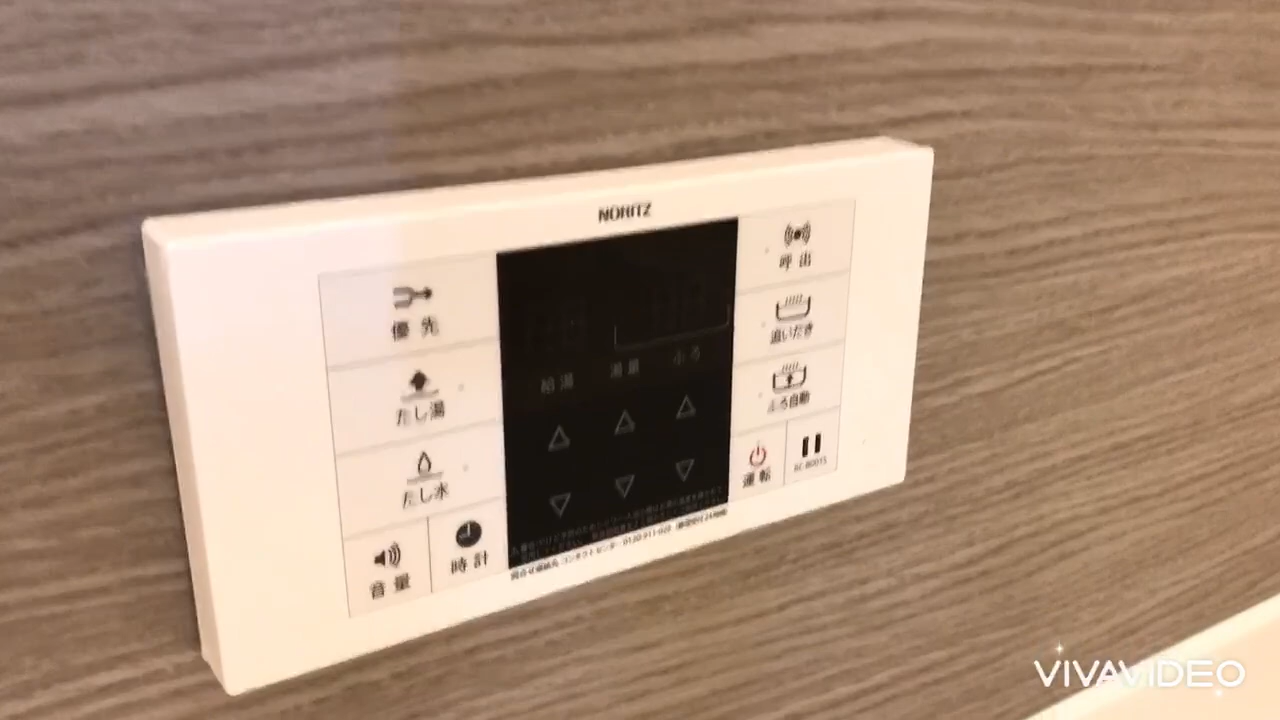 NORITZ
優先
たし湯
たし水
音量
時計
給湯
湯量
ふろ
呼出
追いだき
ふろ自動
運転
RC-B001S
VIVAVIDEO